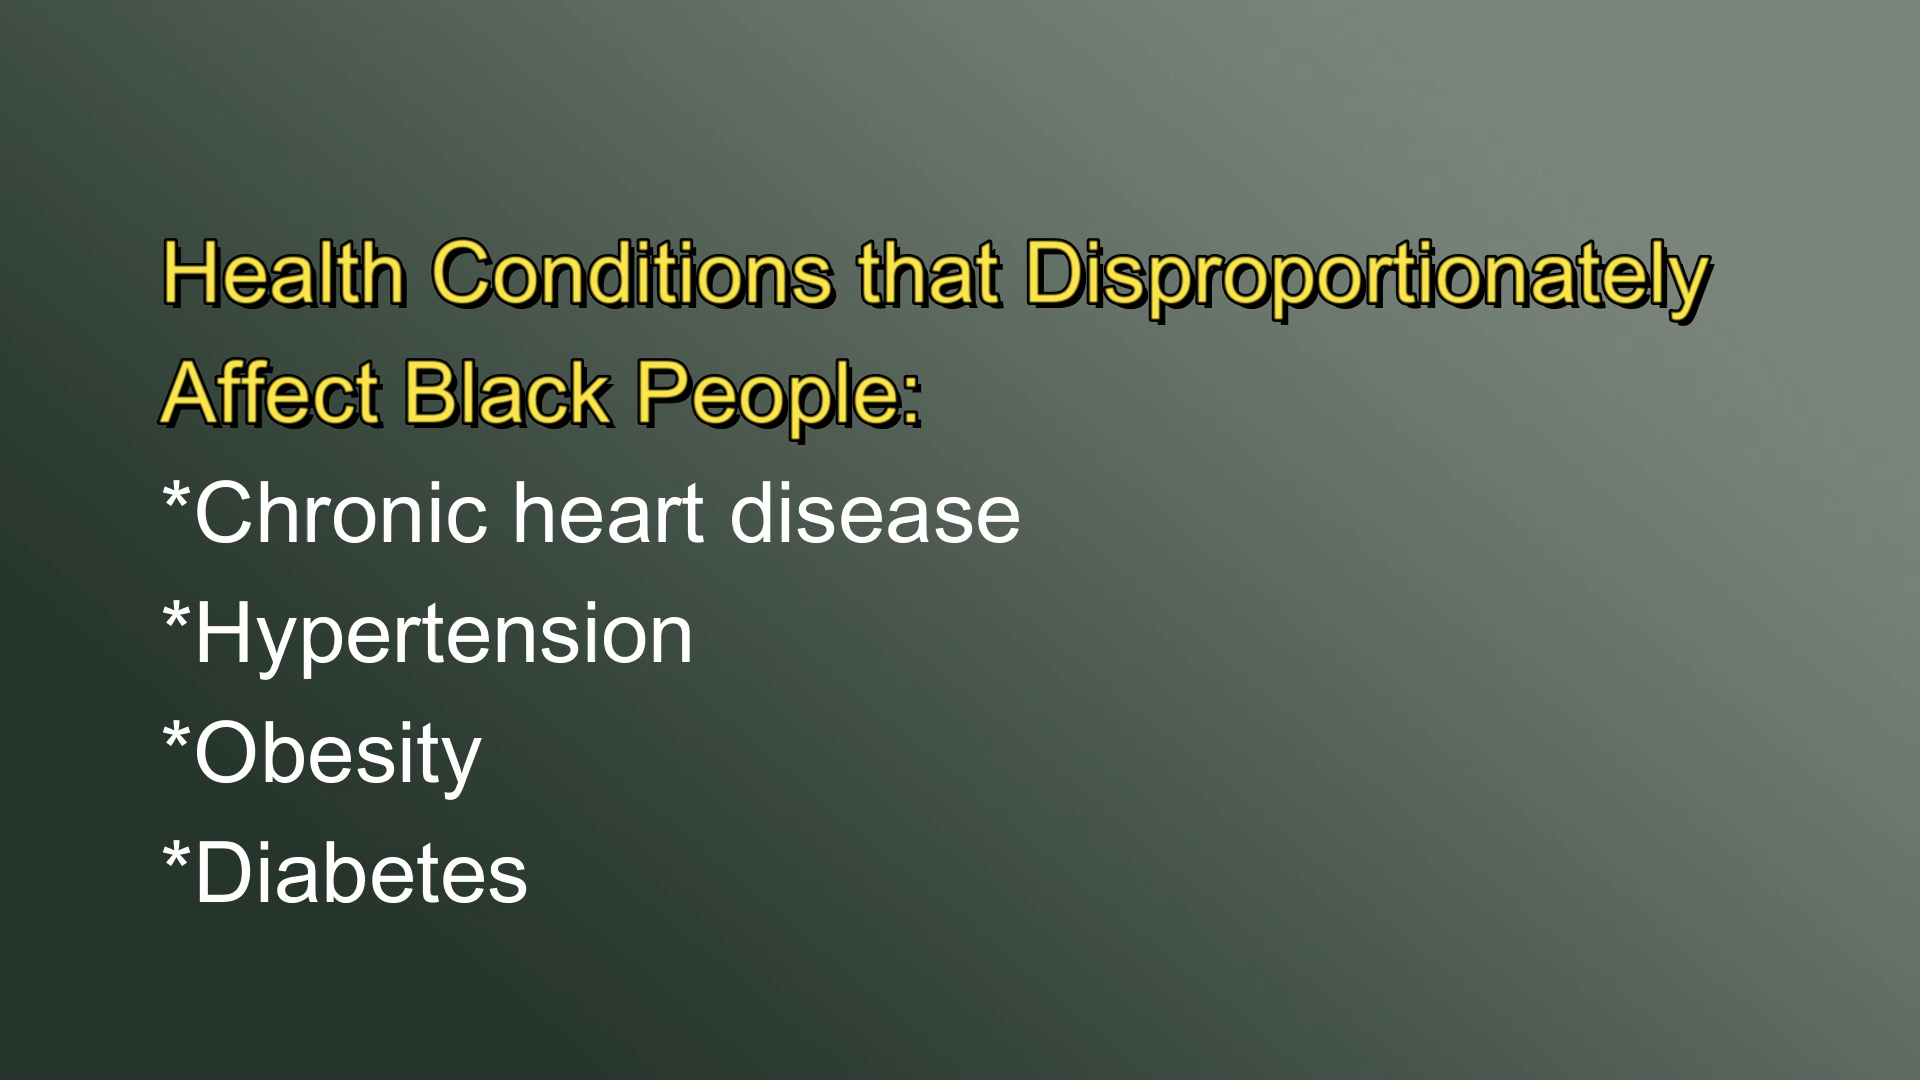 Health Conditions that Disproportionately
Affect Black People:
*Chronic heart disease
*Hypertension
*Obesity
*Diabetes